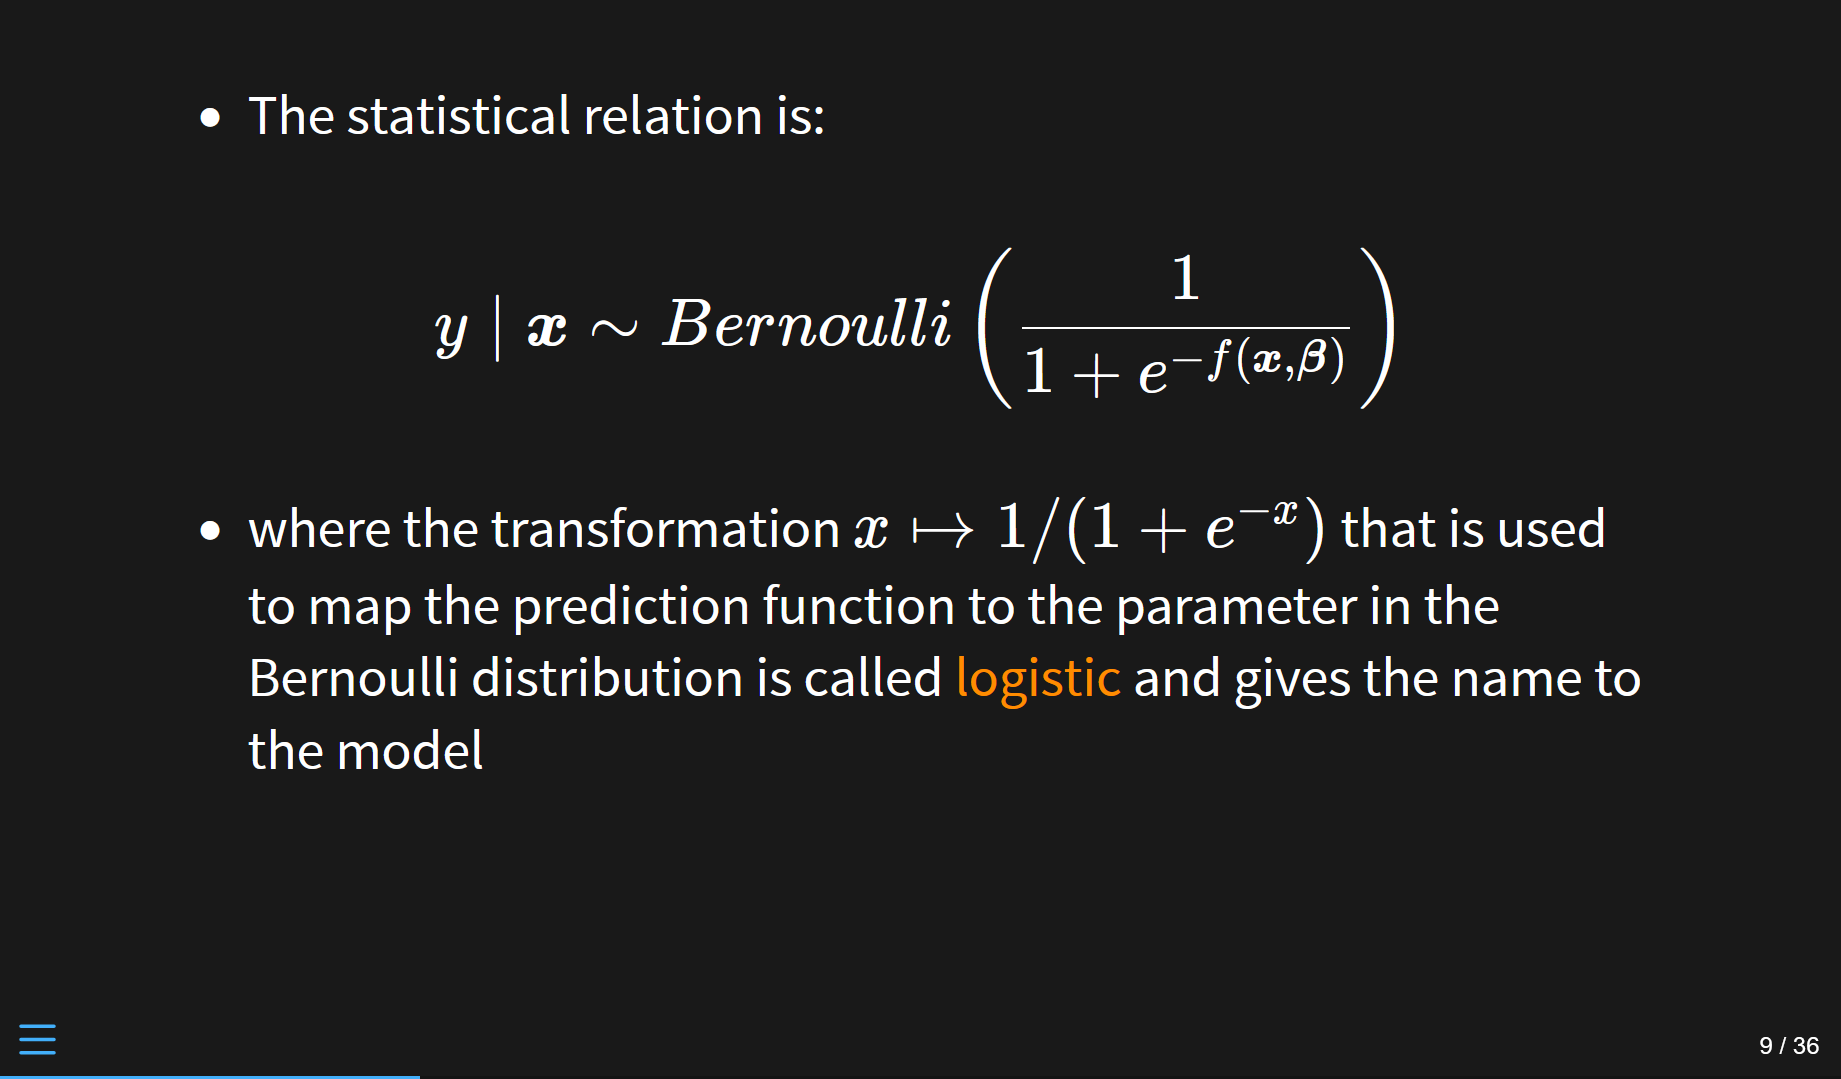 • The statistical relation is:
$y \mid \boldsymbol{x} \sim Bernoulli \left( \frac{1}{1 + e^{-f(\boldsymbol{x}, \boldsymbol{\beta})}} \right)$
• where the transformation $x \mapsto 1/(1 + e^{-x})$ that is used
to map the prediction function to the parameter in the
Bernoulli distribution is called logistic and gives the name to
the model
9 / 36